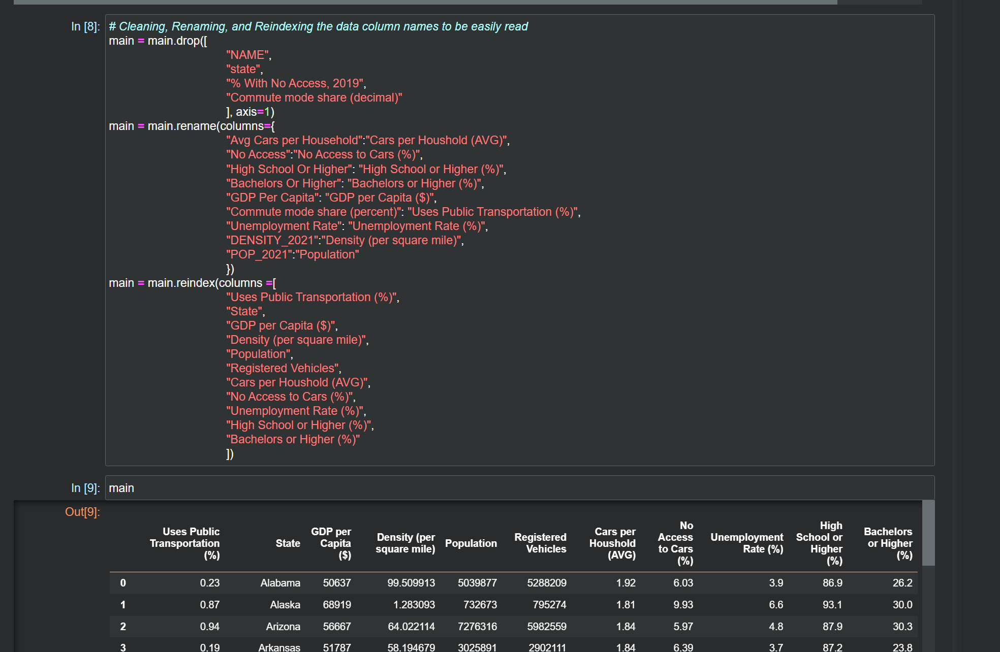 In [8]:
# Cleaning, Renaming, and Reindexing the data column names to be easily read
main = main.drop([
"NAME",
"state",
"% With No Access, 2019",
"Commute mode share (decimal)"
], axis=1)
main = main.rename(columns={
"Avg Cars per Household":"Cars per Houshold (AVG)",
"No Access":"No Access to Cars (%)",
"High School Or Higher": "High School or Higher (%)",
"Bachelors Or Higher": "Bachelors or Higher (%)",
"GDP Per Capita": "GDP per Capita ($)",
"Commute mode share (percent)": "Uses Public Transportation (%)",
"Unemployment Rate": "Unemployment Rate (%)",
"DENSITY_2021":"Density (per square mile)",
"POP_2021":"Population"
})
main = main.reindex(columns =[
"Uses Public Transportation (%)",
"State",
"GDP per Capita ($)",
"Density (per square mile)",
"Population",
"Registered Vehicles",
"Cars per Houshold (AVG)",
"No Access to Cars (%)",
"Unemployment Rate (%)",
"High School or Higher (%)",
"Bachelors or Higher (%)"
])
In [9]: main
Out[9]:
Uses Public Transportation (%) State GDP per Capita ($) Density (per square mile) Population Registered Vehicles Cars per Houshold (AVG) No Access to Cars (%) Unemployment Rate (%) High School or Higher (%) Bachelors or Higher (%)
0 0.23 Alabama 50637 99.509913 5039877 5288209 1.92 6.03 3.9 86.9 26.2
1 0.87 Alaska 68919 1.283093 732673 795274 1.81 9.93 6.6 93.1 30.0
2 0.94 Arizona 56667 64.022114 7276316 5982559 1.84 5.97 4.8 87.9 30.3
3 0.19 Arkansas 51787 58.194679 3025891 2902111 1.84 6.39 3.7 87.2 23.8